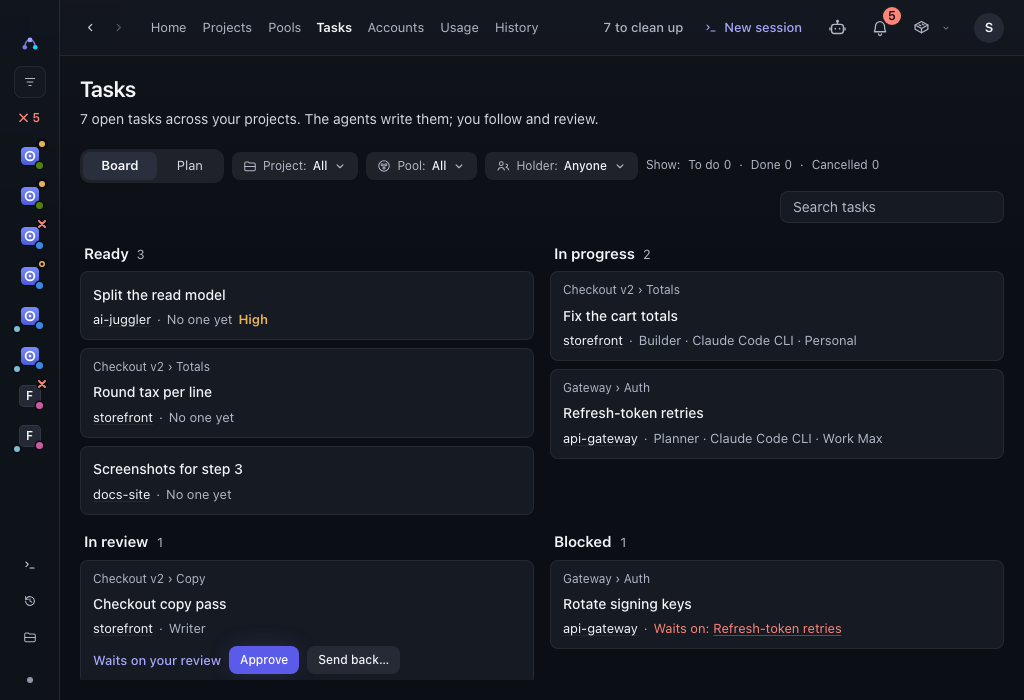 Home Projects Pools Tasks Accounts Usage History 7 to clean up >_ New session 5 S
× 5
F
F
Tasks
7 open tasks across your projects. The agents write them; you follow and review.
Board Plan Project: All Pool: All Holder: Anyone Show: To do 0 · Done 0 · Cancelled 0
Search tasks
Ready 3
Split the read model
ai-juggler · No one yet High
Checkout v2 › Totals
Round tax per line
storefront · No one yet
Screenshots for step 3
docs-site · No one yet
In progress 2
Checkout v2 › Totals
Fix the cart totals
storefront · Builder · Claude Code CLI · Personal
Gateway › Auth
Refresh-token retries
api-gateway · Planner · Claude Code CLI · Work Max
In review 1
Checkout v2 › Copy
Checkout copy pass
storefront · Writer
Waits on your review Approve Send back…
Blocked 1
Gateway › Auth
Rotate signing keys
api-gateway · Waits on: Refresh-token retries